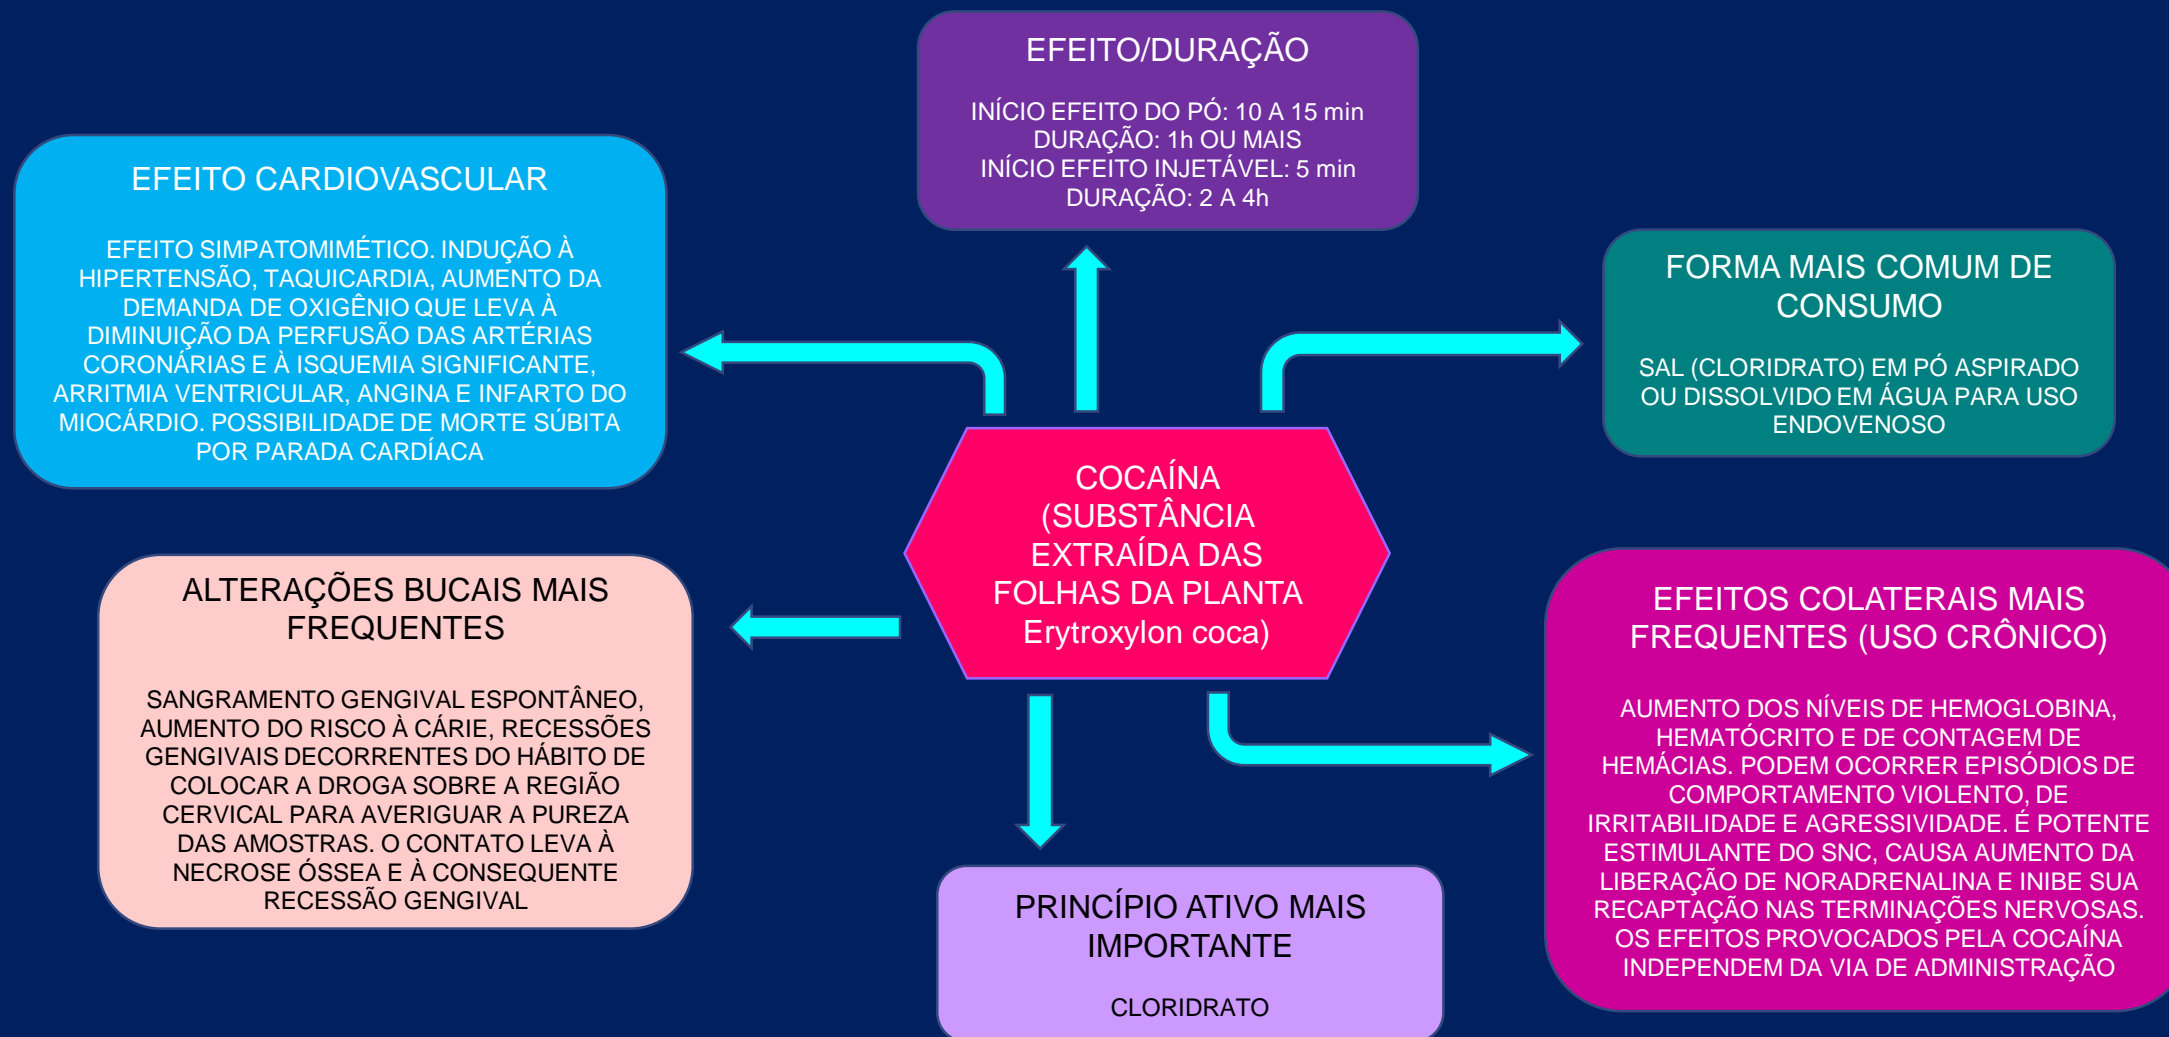 EFEITO/DURAÇÃO
INÍCIO EFEITO DO PÓ: 10 A 15 min
DURAÇÃO: 1h OU MAIS
INÍCIO EFEITO INJETÁVEL: 5 min
DURAÇÃO: 2 A 4h
EFEITO CARDIOVASCULAR
EFEITO SIMPATOMIMÉTICO. INDUÇÃO À
HIPERTENSÃO, TAQUICARDIA, AUMENTO DA
DEMANDA DE OXIGÊNIO QUE LEVA À
DIMINUIÇÃO DA PERFUSÃO DAS ARTÉRIAS
CORONÁRIAS E À ISQUEMIA SIGNIFICANTE,
ARRITMIA VENTRICULAR, ANGINA E INFARTO DO
MIOCÁRDIO. POSSIBILIDADE DE MORTE SÚBITA
POR PARADA CARDÍACA
FORMA MAIS COMUM DE
CONSUMO
SAL (CLORIDRATO) EM PÓ ASPIRADO
OU DISSOLVIDO EM ÁGUA PARA USO
ENDOVENOSO
COCAÍNA
(SUBSTÂNCIA
EXTRAÍDA DAS
FOLHAS DA PLANTA
Erytroxylon coca)
ALTERAÇÕES BUCAIS MAIS
FREQUENTES
SANGRAMENTO GENGIVAL ESPONTÂNEO,
AUMENTO DO RISCO À CÁRIE, RECESSÕES
GENGIVAIS DECORRENTES DO HÁBITO DE
COLOCAR A DROGA SOBRE A REGIÃO
CERVICAL PARA AVERIGUAR A PUREZA
DAS AMOSTRAS. O CONTATO LEVA À
NECROSE ÓSSEA E À CONSEQUENTE
RECESSÃO GENGIVAL
EFEITOS COLATERAIS MAIS
FREQUENTES (USO CRÔNICO)
AUMENTO DOS NÍVEIS DE HEMOGLOBINA,
HEMATÓCRITO E DE CONTAGEM DE
HEMÁCIAS. PODEM OCORRER EPISÓDIOS DE
COMPORTAMENTO VIOLENTO, DE
IRRITABILIDADE E AGRESSIVIDADE. É POTENTE
ESTIMULANTE DO SNC, CAUSA AUMENTO DA
LIBERAÇÃO DE NORADRENALINA E INIBE SUA
RECAPTAÇÃO NAS TERMINAÇÕES NERVOSAS.
OS EFEITOS PROVOCADOS PELA COCAÍNA
INDEPENDEM DA VIA DE ADMINISTRAÇÃO
PRINCÍPIO ATIVO MAIS
IMPORTANTE
CLORIDRATO